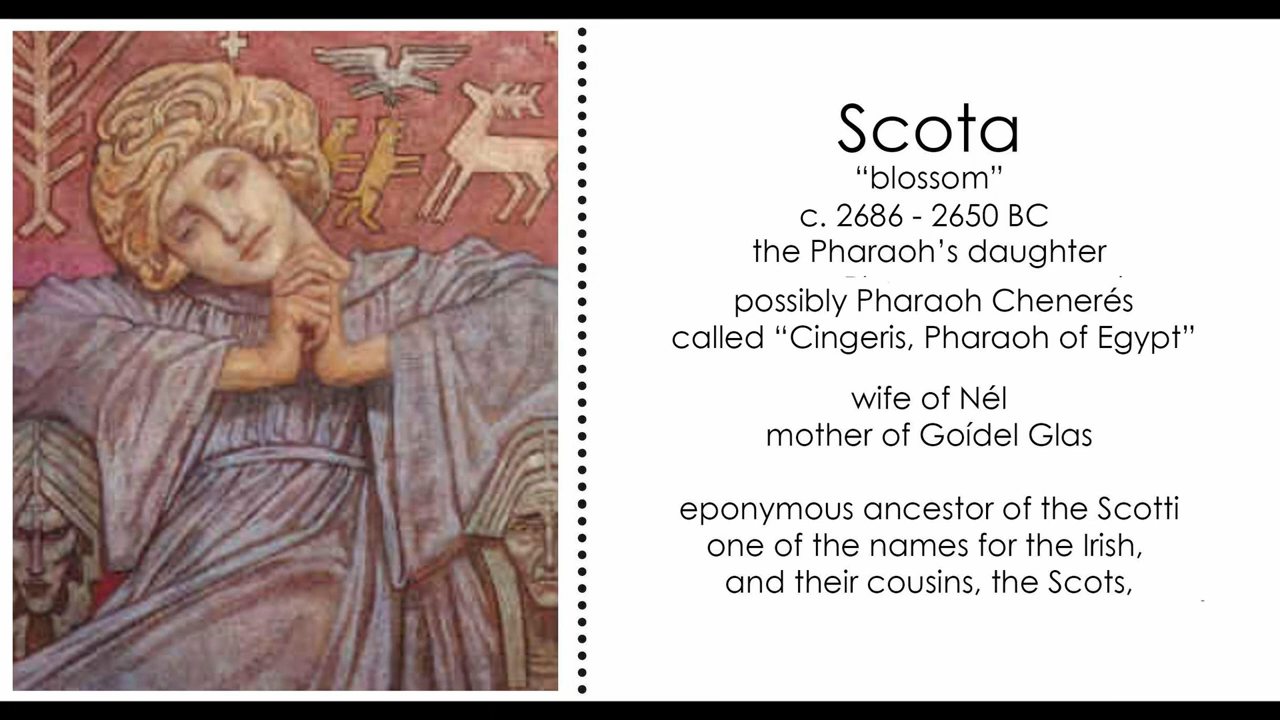 Scota
“blossom”
c. 2686 - 2650 BC
the Pharaoh’s daughter
possibly Pharaoh Chenerés
called “Cingeris, Pharaoh of Egypt”
wife of Nél
mother of Goídel Glas
eponymous ancestor of the Scotti
one of the names for the Irish,
and their cousins, the Scots,